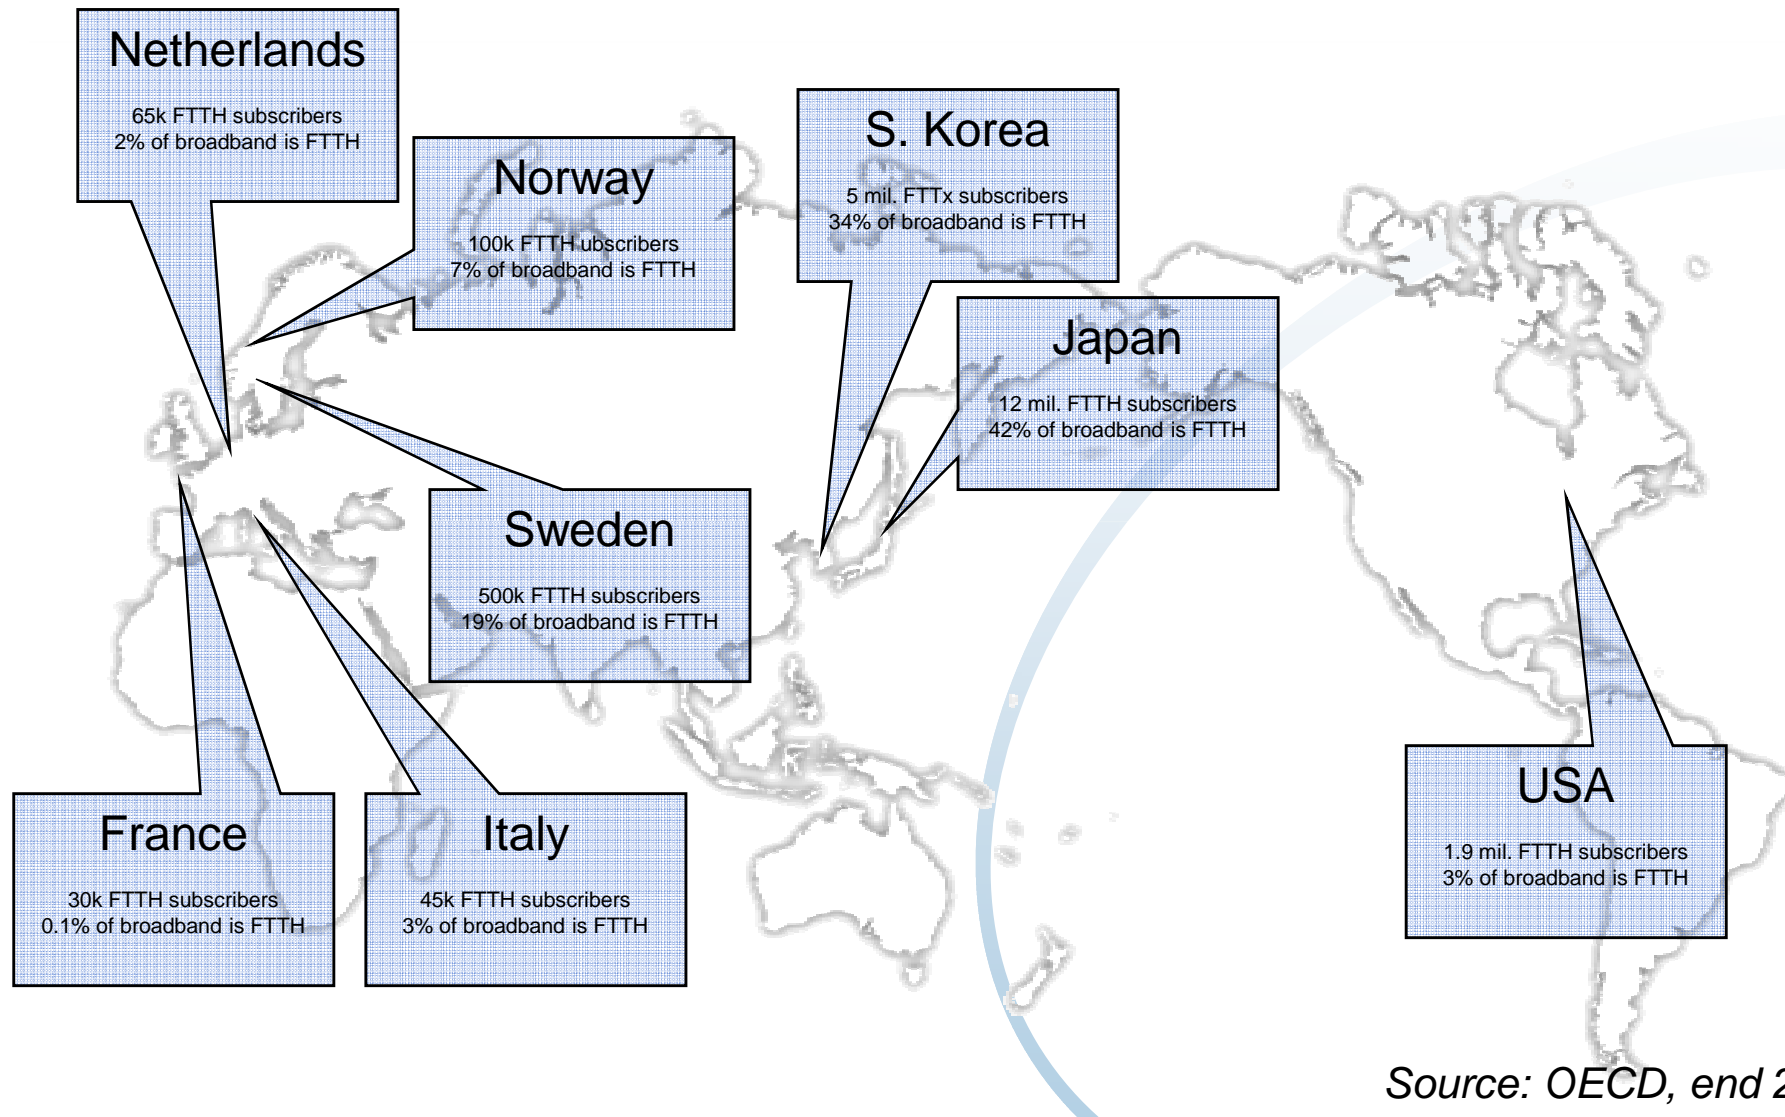 Netherlands
65k FTTH subscribers
2% of broadband is FTTH
Norway
100k FTTH ubscribers
7% of broadband is FTTH
S. Korea
5 mil. FTTx subscribers
34% of broadband is FTTH
Japan
12 mil. FTTH subscribers
42% of broadband is FTTH
Sweden
500k FTTH subscribers
19% of broadband is FTTH
France
30k FTTH subscribers
0.1% of broadband is FTTH
Italy
45k FTTH subscribers
3% of broadband is FTTH
USA
1.9 mil. FTTH subscribers
3% of broadband is FTTH
Source: OECD, end 2